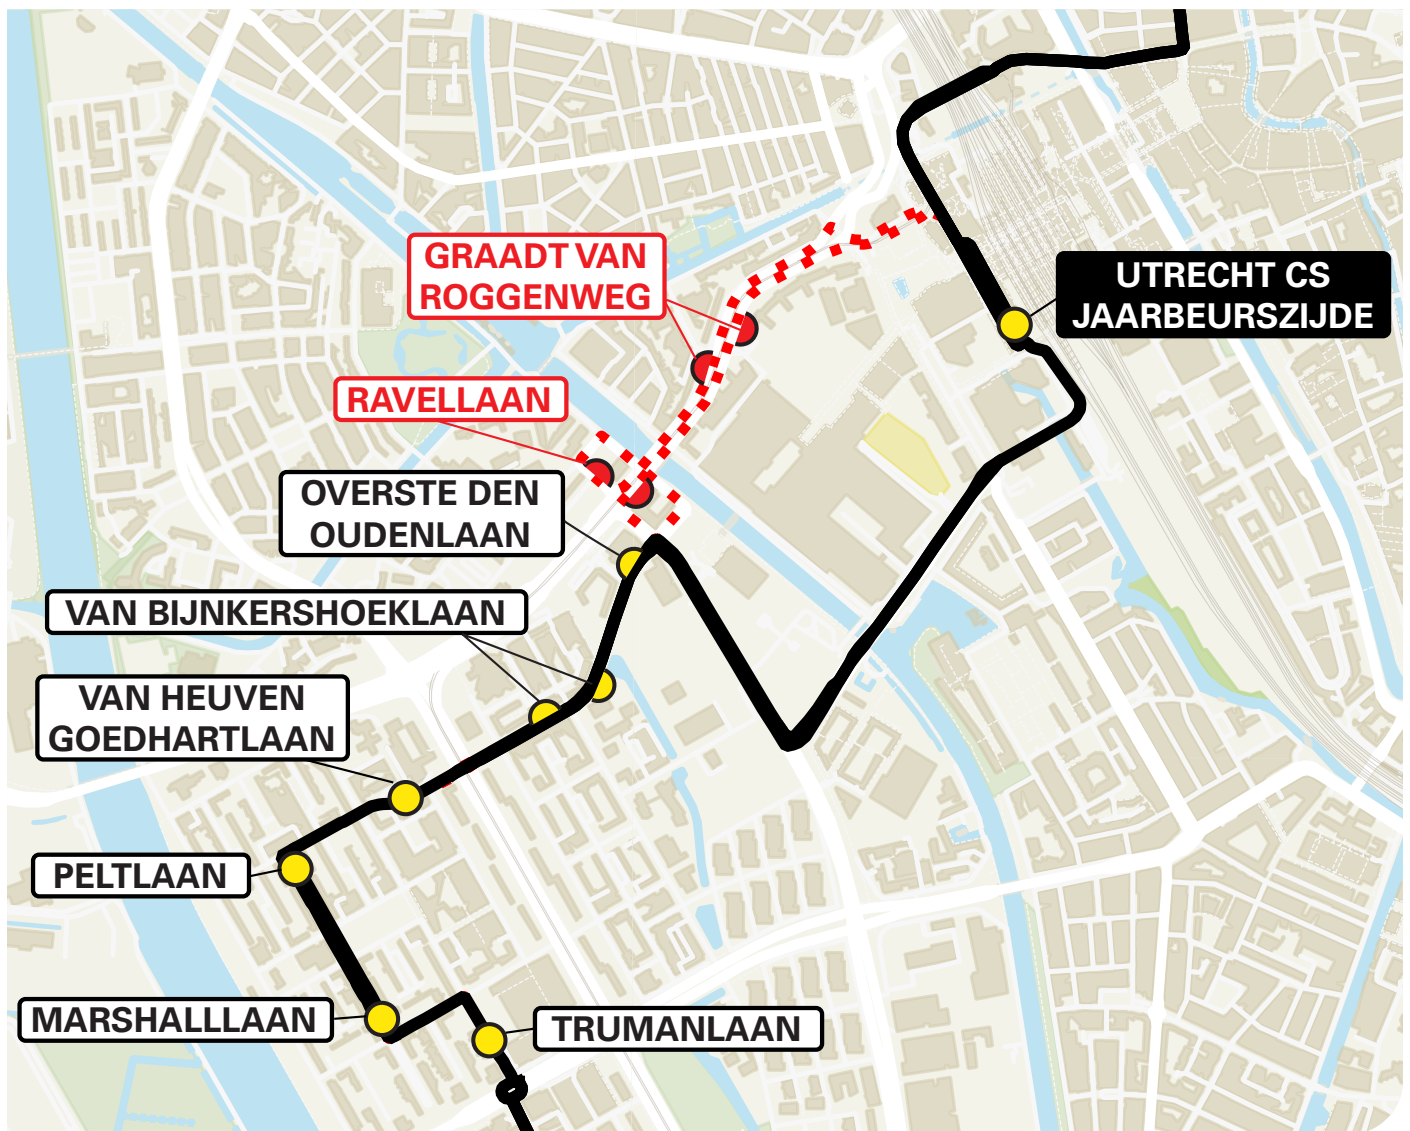 GRAADT VAN
ROGGENWEG
UTRECHT CS
JAARBEURSZIJDE
RAVELLAAN
OVERSTE DEN
OUDENLAAN
VAN BIJNKERSHOEKLAAN
VAN HEUVEN
GOEDHARTLAAN
PELTLAAN
MARSHALLLAAN
TRUMANLAAN